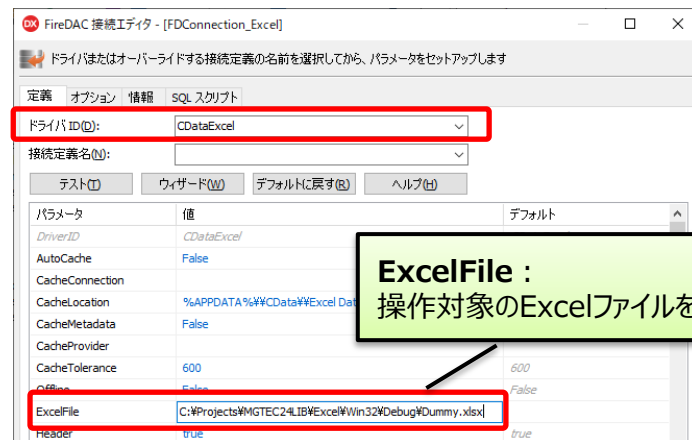 FireDAC 接続エディタ - [FDConnection_Excel]
ドライバまたはオーバーライドする接続定義の名前を選択してから、パラメータをセットアップします
定義 オプション 情報 SQL スクリプト
ドライバ ID(D): CDataExcel
接続定義名(N):
テスト(T) ウィザード(W) デフォルトに戻す(R) ヘルプ(H)
パラメータ 値 デフォルト
DriverID CDataExcel
AutoCache False
CacheConnection
CacheLocation %APPDATA%¥¥CData¥¥Excel Dat
CacheMetadata False
CacheProvider
CacheTolerance 600 600
Offline False False
ExcelFile C:¥Projects¥MGTEC24LIB¥Excel¥Win32¥Debug¥Dummy.xlsx
Header true true
ExcelFile：
操作対象のExcelファイルを